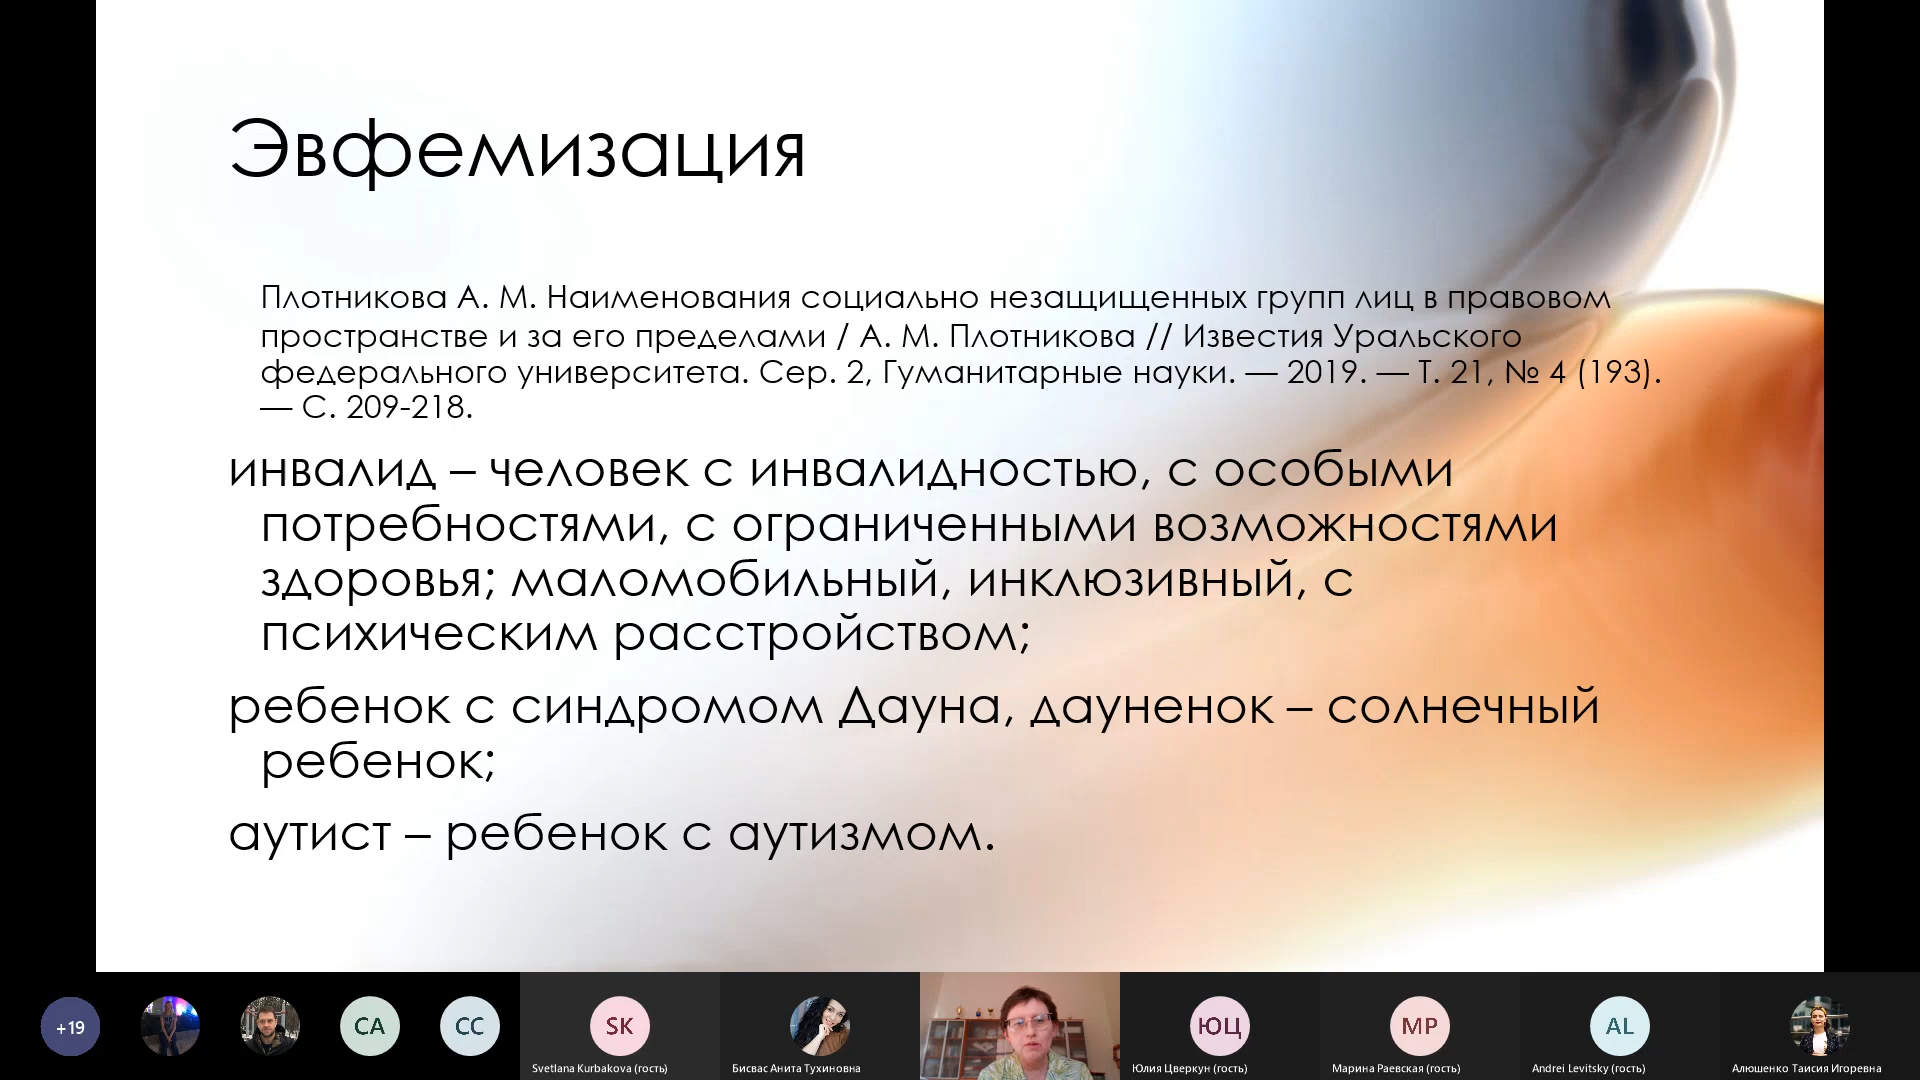 Эвфемизация
Плотникова А. М. Наименования социально незащищенных групп лиц в правовом
пространстве и за его пределами / А. М. Плотникова // Известия Уральского
федерального университета. Сер. 2, Гуманитарные науки. — 2019. — Т. 21, № 4 (193).
— С. 209-218.
инвалид – человек с инвалидностью, с особыми
потребностями, с ограниченными возможностями
здоровья; маломобильный, инклюзивный, с
психическим расстройством;
ребенок с синдромом Дауна, дауненок – солнечный
ребенок;
аутист – ребенок с аутизмом.
+19
CA
CC
SK
ЮЦ
МР
AL
Svetlana Kurbakova (гость)
Бисвас Анита Тухиновна
Юлия Цверкун (гость)
Марина Раевская (гость)
Andrei Levitsky (гость)
Алюшенко Таисия Игоревна